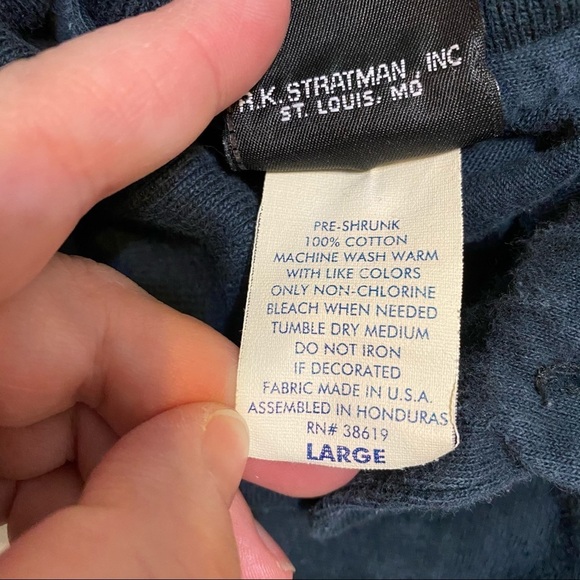 R.K. STRATMAN, INC
ST. LOUIS, MO
PRE-SHRUNK
100% COTTON
MACHINE WASH WARM
WITH LIKE COLORS
ONLY NON-CHLORINE
BLEACH WHEN NEEDED
TUMBLE DRY MEDIUM
DO NOT IRON
IF DECORATED
FABRIC MADE IN U.S.A.
ASSEMBLED IN HONDURAS
RN# 38619
LARGE